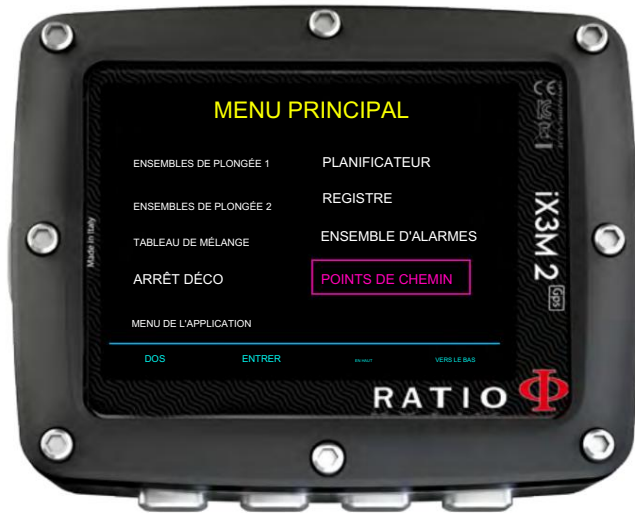 MENU PRINCIPAL
ENSEMBLES DE PLONGÉE 1
PLANIFICATEUR
ENSEMBLES DE PLONGÉE 2
REGISTRE
TABLEAU DE MÉLANGE
ENSEMBLE D'ALARMES
ARRÊT DÉCO
POINTS DE CHEMIN
MENU DE L'APPLICATION
DOS
ENTRER
EN HAUT
VERS LE BAS
Made in Italy
iX3M 2
Gps
RATIO